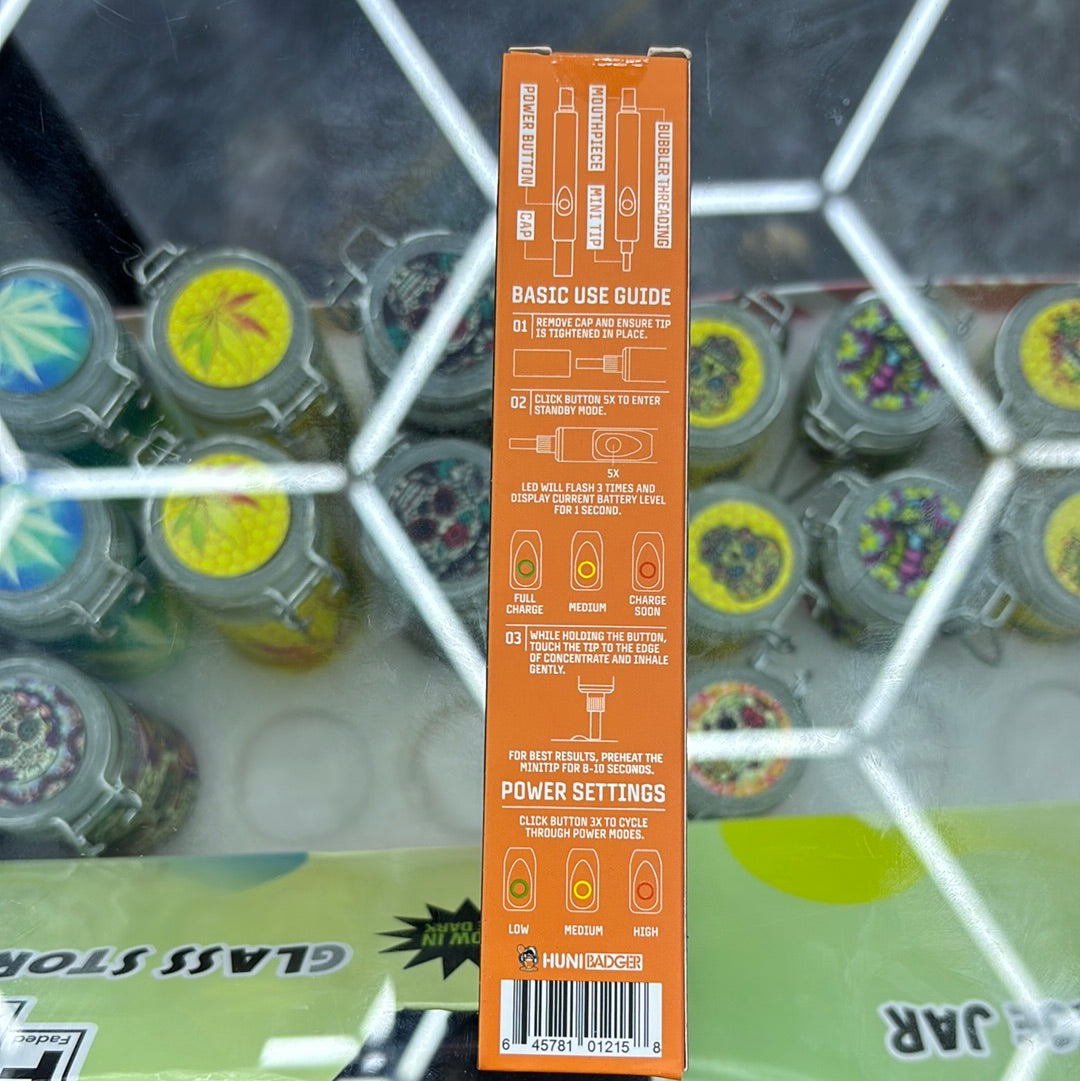 POWER BUTTON
CAP
MOUTHPIECE
MINI TIP
BUBBLER THREADING
BASIC USE GUIDE
01 REMOVE CAP AND ENSURE TIP
IS TIGHTENED IN PLACE.
02 CLICK BUTTON 5X TO ENTER
STANDBY MODE.
5X
LED WILL FLASH 3 TIMES AND
DISPLAY CURRENT BATTERY LEVEL
FOR 1 SECOND.
FULL
CHARGE
MEDIUM
CHARGE
SOON
03 WHILE HOLDING THE BUTTON,
TOUCH THE TIP TO THE EDGE
OF CONCENTRATE AND INHALE
GENTLY.
FOR BEST RESULTS, PREHEAT THE
MINITIP FOR 8-10 SECONDS.
POWER SETTINGS
CLICK BUTTON 3X TO CYCLE
THROUGH POWER MODES.
LOW MEDIUM HIGH
HUNI BADGER
6 45781 01215 8
GLASS
JAR
Faded